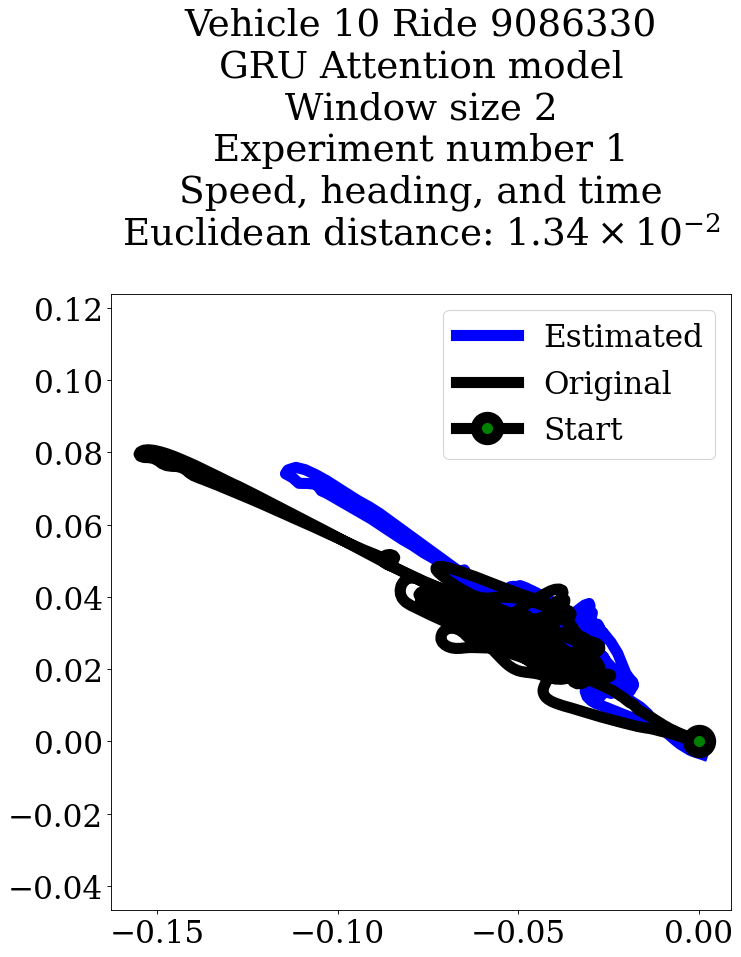 Vehicle 10 Ride 9086330
GRU Attention model
Window size 2
Experiment number 1
Speed, heading, and time
Euclidean distance: 1.34 × 10⁻²
Estimated
Original
Start
0.12
0.10
0.08
0.06
0.04
0.02
0.00
−0.02
−0.04
−0.15 −0.10 −0.05 0.00